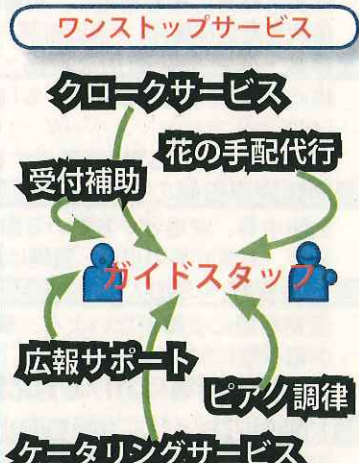 ワンストップサービス
クロークサービス
花の手配代行
受付補助
ガイドスタッフ
広報サポート
ピアノ調律
ケータリングサービス